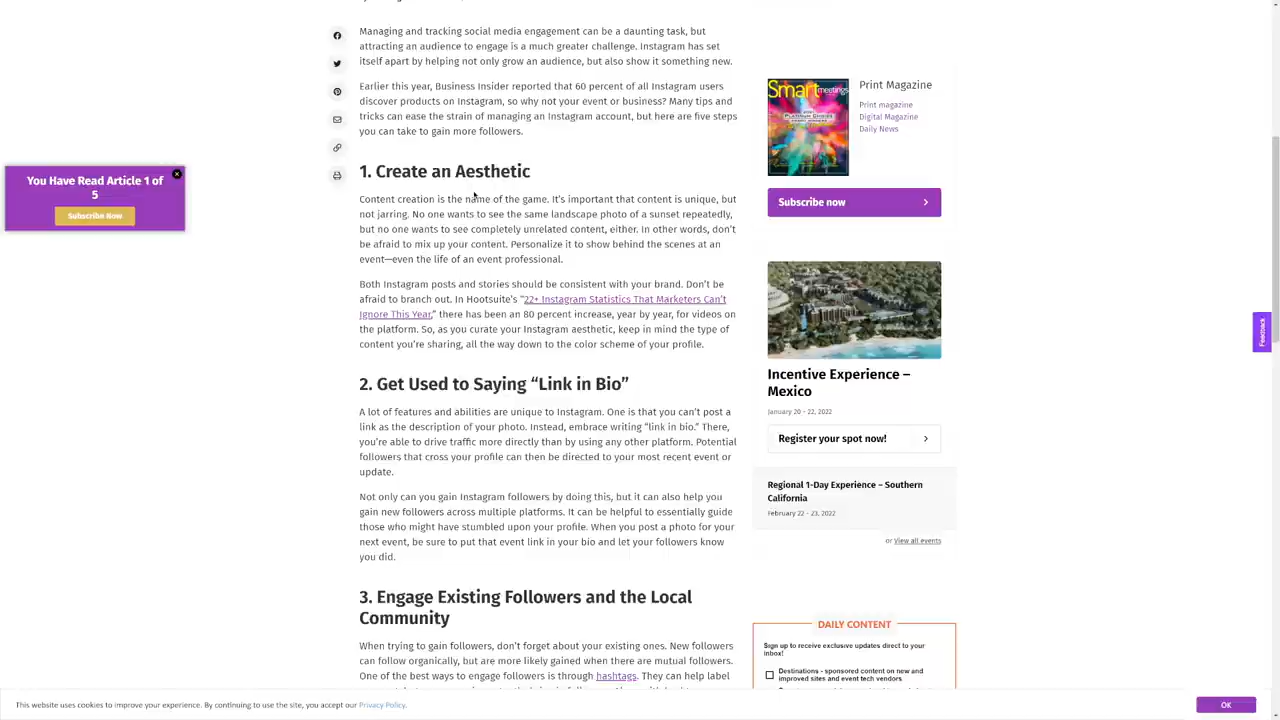 Managing and tracking social media engagement can be a daunting task, but
attracting an audience to engage is a much greater challenge. Instagram has set
itself apart by helping not only grow an audience, but also show it something new.
Earlier this year, Business Insider reported that 60 percent of all Instagram users
discover products on Instagram, so why not your event or business? Many tips and
tricks can ease the strain of managing an Instagram account, but here are five steps
you can take to gain more followers.
1. Create an Aesthetic
Content creation is the name of the game. It's important that content is unique, but
not jarring. No one wants to see the same landscape photo of a sunset repeatedly,
but no one wants to see completely unrelated content, either. In other words, don't
be afraid to mix up your content. Personalize it to show behind the scenes at an
event—even the life of an event professional.
Both Instagram posts and stories should be consistent with your brand. Don't be
afraid to branch out. In Hootsuite's "22+ Instagram Statistics That Marketers Can't
Ignore This Year," there has been an 80 percent increase, year by year, for videos on
the platform. So, as you curate your Instagram aesthetic, keep in mind the type of
content you're sharing, all the way down to the color scheme of your profile.
2. Get Used to Saying “Link in Bio”
A lot of features and abilities are unique to Instagram. One is that you can't post a
link as the description of your photo. Instead, embrace writing “link in bio.” There,
you're able to drive traffic more directly than by using any other platform. Potential
followers that cross your profile can then be directed to your most recent event or
update.
Not only can you gain Instagram followers by doing this, but it can also help you
gain new followers across multiple platforms. It can be helpful to essentially guide
those who might have stumbled upon your profile. When you post a photo for your
next event, be sure to put that event link in your bio and let your followers know
you did.
3. Engage Existing Followers and the Local
Community
When trying to gain followers, don't forget about your existing ones. New followers
can follow organically, but are more likely gained when there are mutual followers.
One of the best ways to engage followers is through hashtags. They can help label
You Have Read Article 1 of
5
Subscribe Now
Smart meetings
PLATINUM CHOICE
Print Magazine
Print magazine
Digital Magazine
Daily News
Subscribe now
Incentive Experience –
Mexico
January 20 - 22, 2022
Register your spot now!
Regional 1-Day Experience – Southern
California
February 22 - 23, 2022
or View all events
DAILY CONTENT
Sign up to receive exclusive updates direct to your
inbox!
Destinations - sponsored content on new and
improved sites and event tech vendors
Feedback
This website uses cookies to improve your experience. By continuing to use the site, you accept our Privacy Policy.
OK